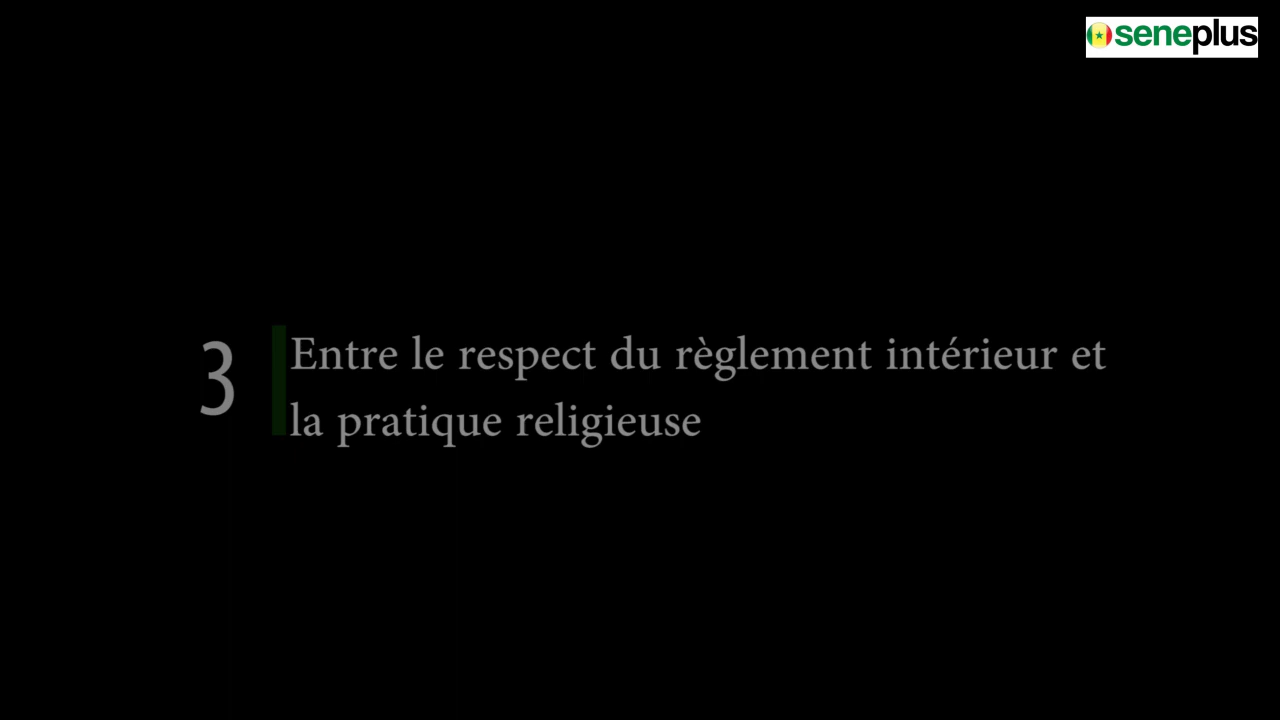 seneplus
3
Entre le respect du règlement intérieur et
la pratique religieuse